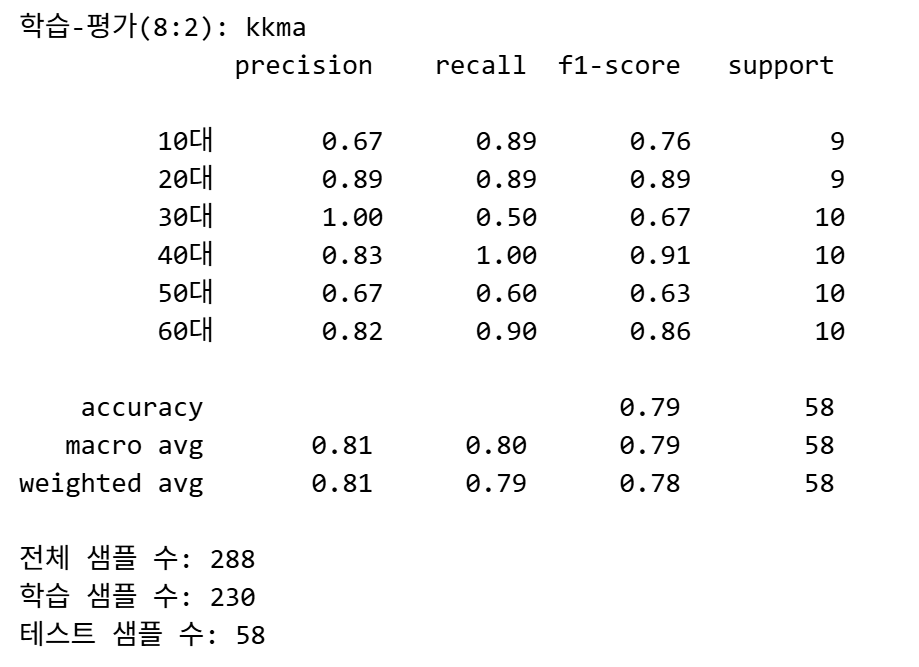 학습-평가(8:2): kkma
precision recall f1-score support
10대 0.67 0.89 0.76 9
20대 0.89 0.89 0.89 9
30대 1.00 0.50 0.67 10
40대 0.83 1.00 0.91 10
50대 0.67 0.60 0.63 10
60대 0.82 0.90 0.86 10
accuracy 0.79 58
macro avg 0.81 0.80 0.79 58
weighted avg 0.81 0.79 0.78 58
전체 샘플 수: 288
학습 샘플 수: 230
테스트 샘플 수: 58